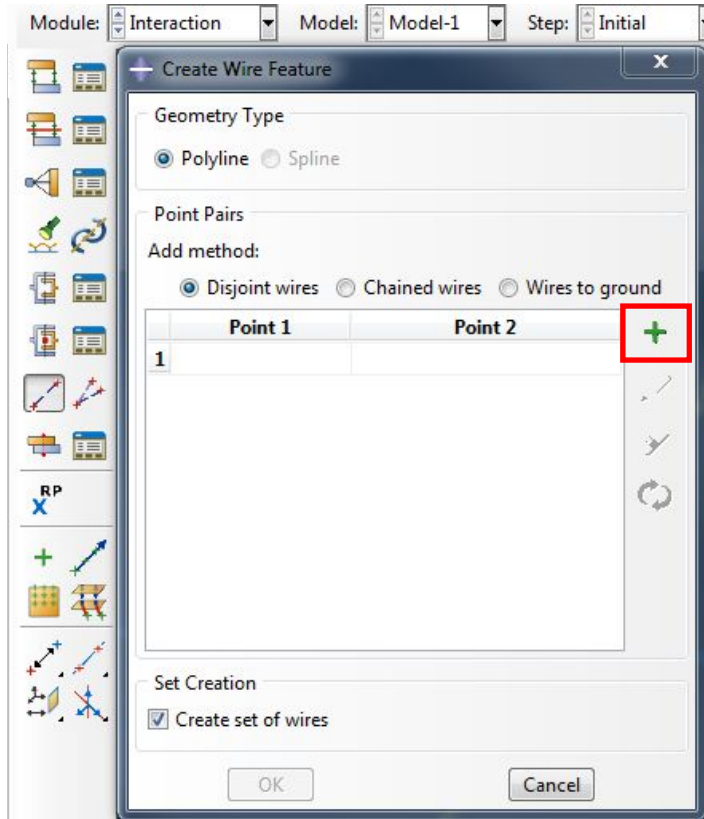 Module: Interaction Model: Model-1 Step: Initial
Create Wire Feature
x
Geometry Type
Polyline Spline
Point Pairs
Add method:
Disjoint wires Chained wires Wires to ground
Point 1 Point 2
1
RP
X
Set Creation
Create set of wires
OK Cancel